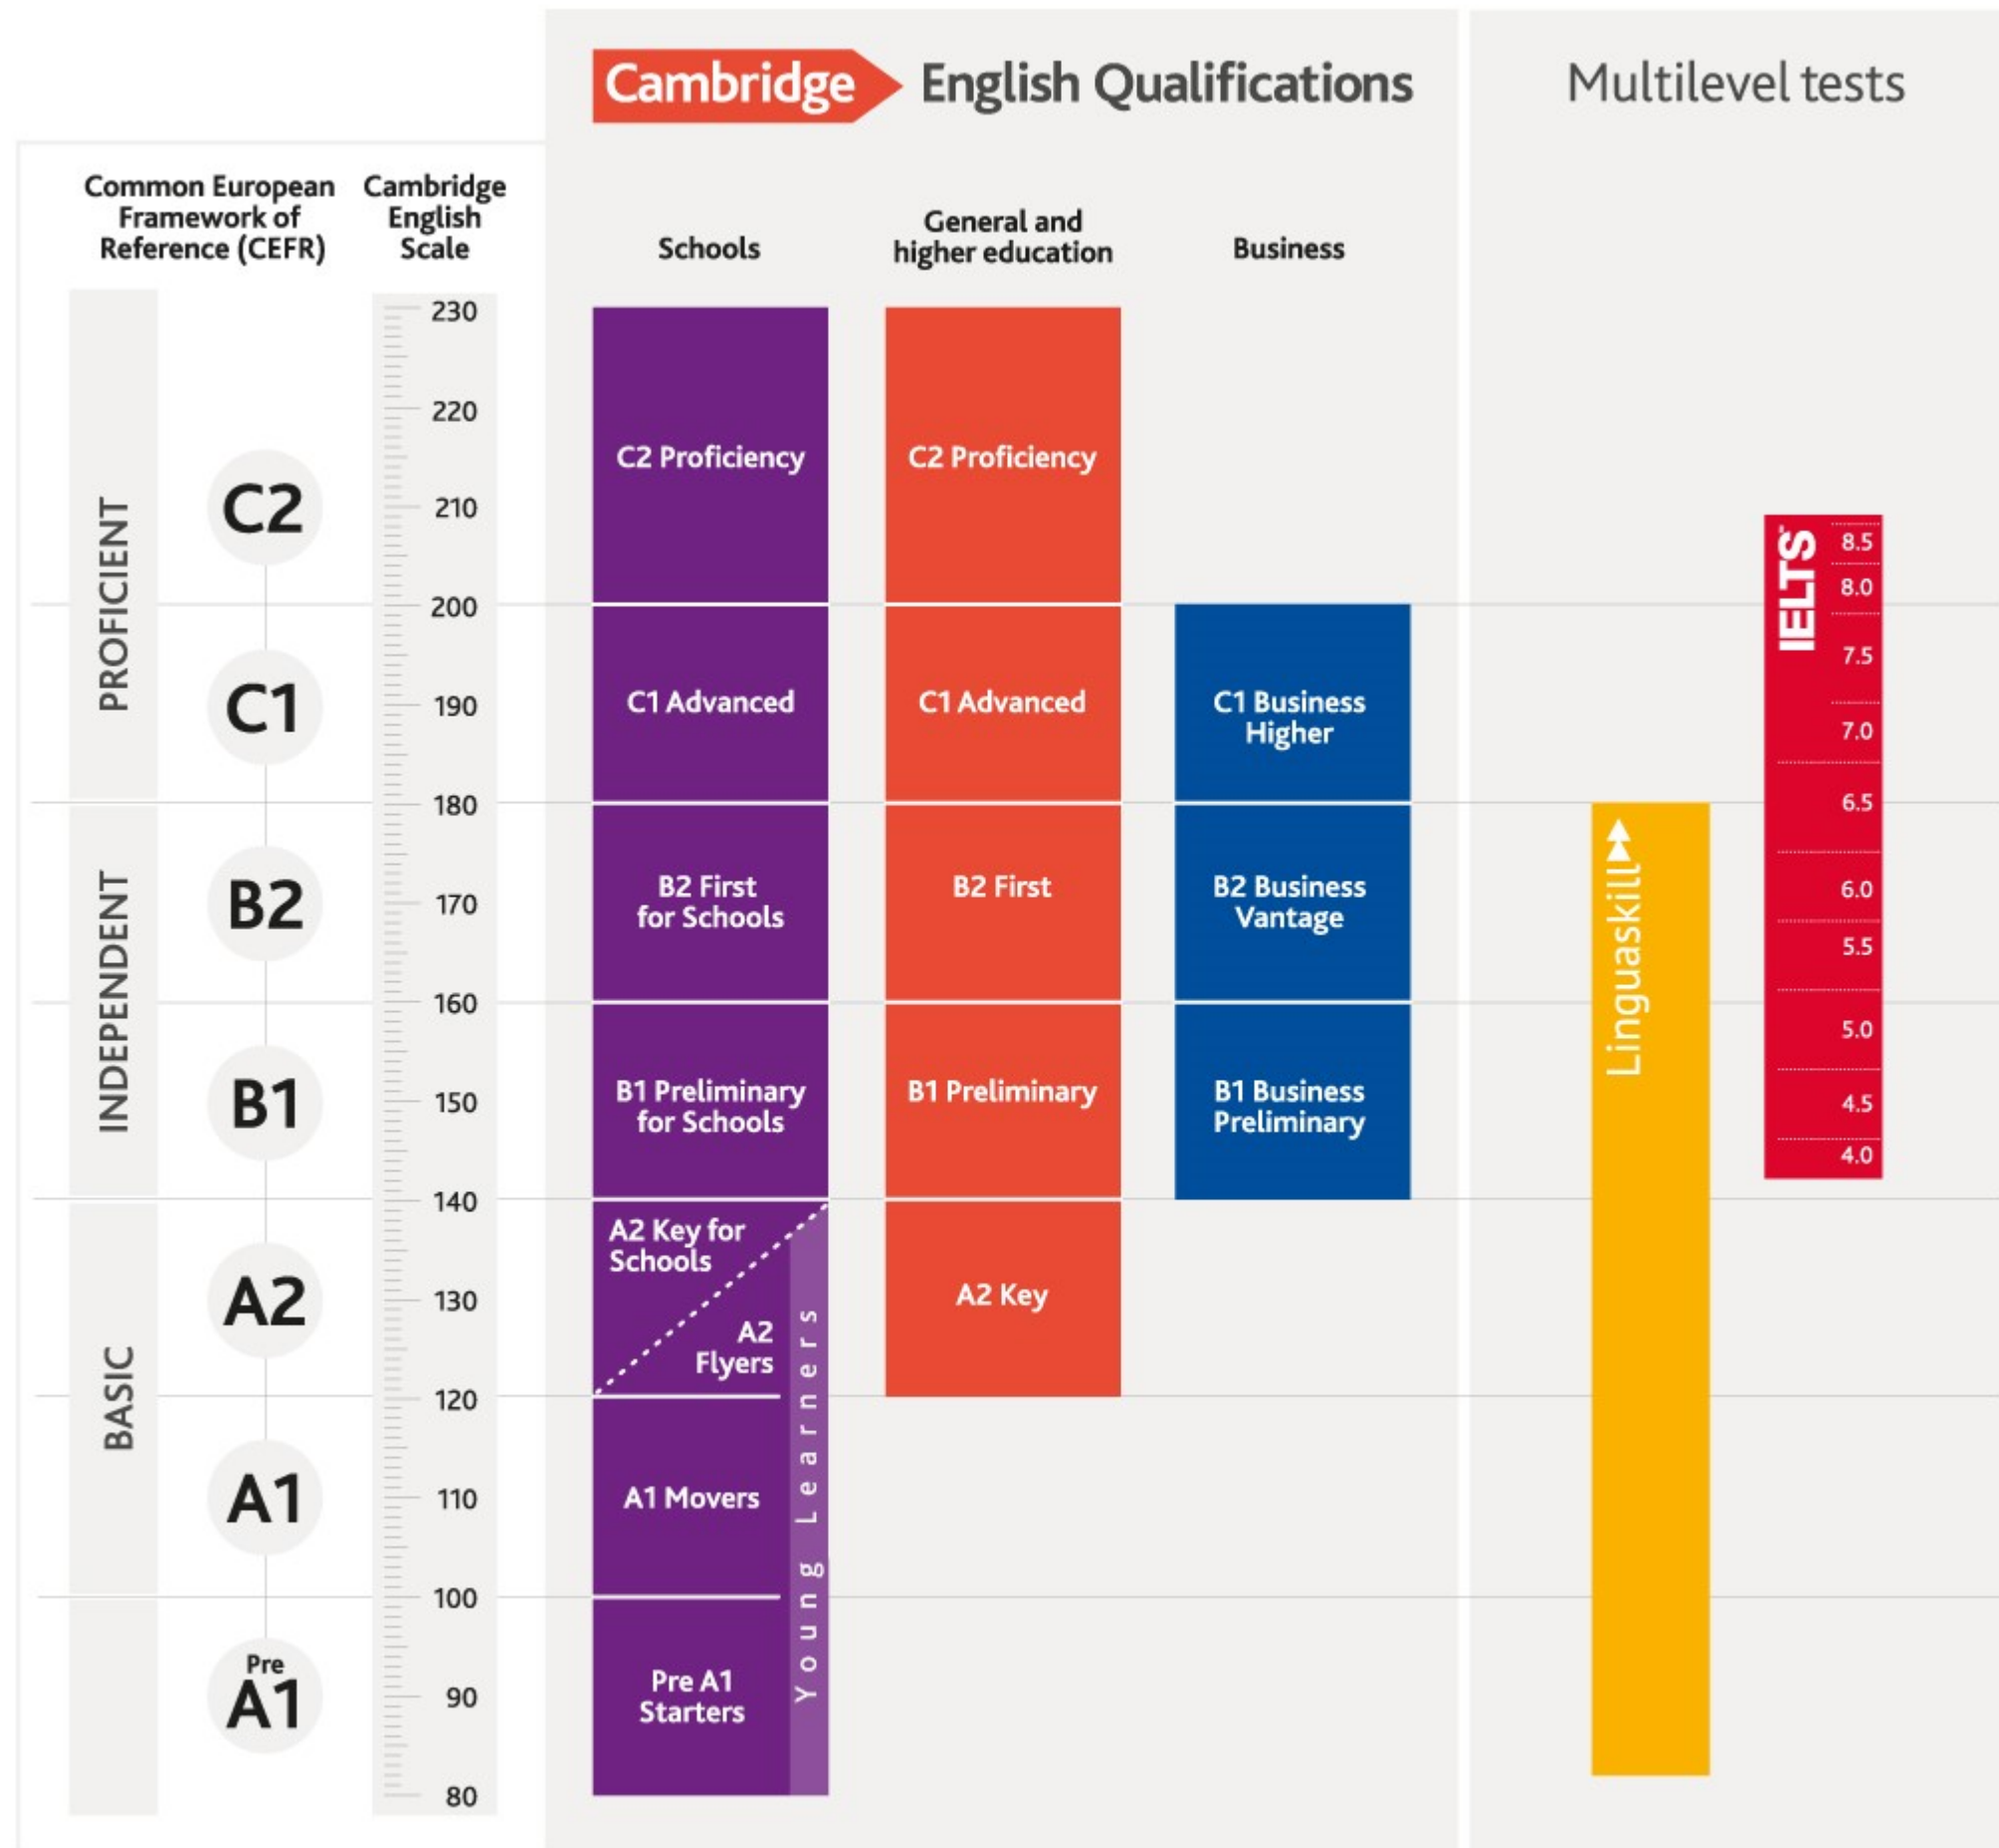 Cambridge English Qualifications
Multilevel tests
Common European
Framework of
Reference (CEFR)
Cambridge
English
Scale
Schools
General and
higher education
Business
PROFICIENT
INDEPENDENT
BASIC
C2
C1
B2
B1
A2
A1
Pre
A1
230
220
210
200
190
180
170
160
150
140
130
120
110
100
90
80
C2 Proficiency
C1 Advanced
B2 First
for Schools
B1 Preliminary
for Schools
A2 Key for
Schools
A2
Flyers
A1 Movers
Pre A1
Starters
Young Learners
C2 Proficiency
C1 Advanced
B2 First
B1 Preliminary
A2 Key
C1 Business
Higher
B2 Business
Vantage
B1 Business
Preliminary
Linguaskill
IELTS
8.5
8.0
7.5
7.0
6.5
6.0
5.5
5.0
4.5
4.0